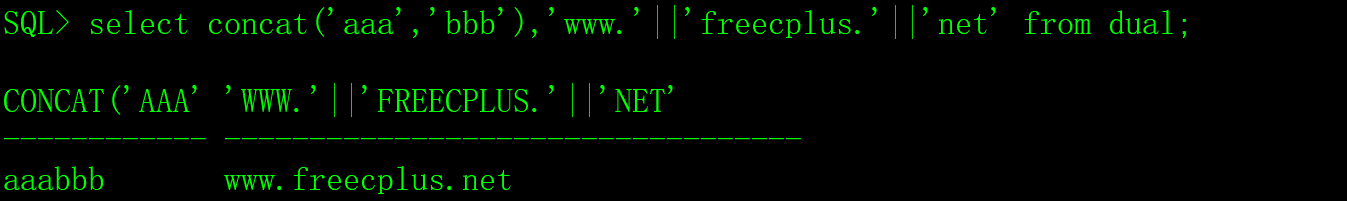 SQL> select concat('aaa','bbb'),'www.'||'freecplus.'||'net' from dual;
CONCAT('AAA' 'WWW.'||'FREECPLUS.'||'NET'
------------ ----------------------------------
aaabbb       www.freecplus.net